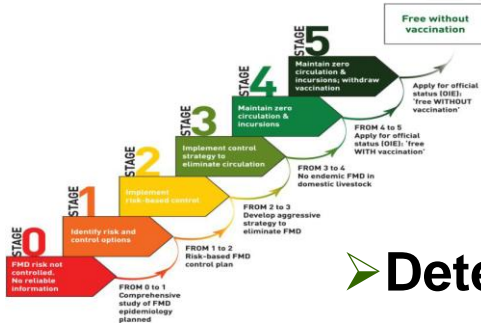 Free without
vaccination
STAGE 5
Maintain zero
circulation &
incursions; withdraw
vaccination
Apply for official
status (OIE):
'free WITHOUT
vaccination'
STAGE 4
Maintain zero
circulation &
incursions
FROM 4 to 5
Apply for official
status (OIE): 'free
WITH vaccination'
STAGE 3
Implement control
strategy to
eliminate circulation
FROM 3 to 4
No endemic FMD in
domestic livestock
STAGE 2
Implement
risk-based control
FROM 2 to 3
Develop aggressive
strategy to
eliminate FMD
STAGE 1
Identify risk and
control options
FROM 1 to 2
Risk-based FMD
control plan
STAGE 0
FMD risk not
controlled.
No reliable
information
FROM 0 to 1
Comprehensive
study of FMD
epidemiology
planned
➢Dete